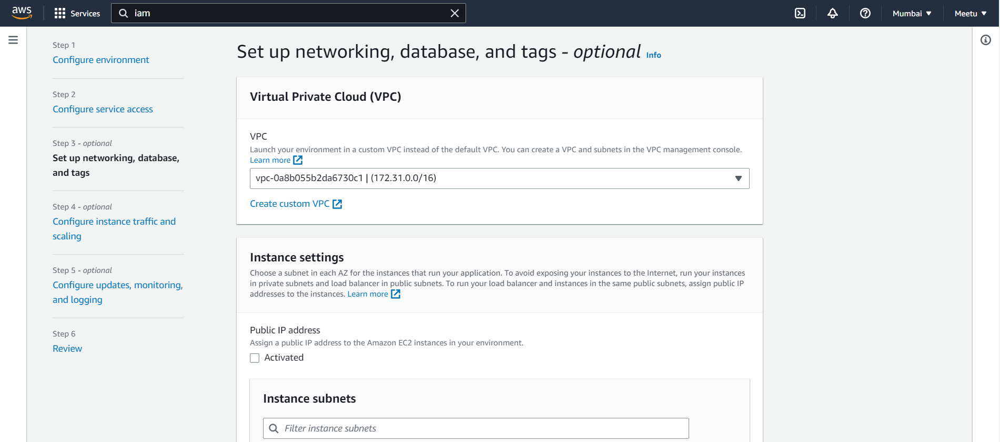 aws
Services
iam
Mumbai
Meetu
Step 1
Configure environment
Step 2
Configure service access
Step 3 - optional
Set up networking, database,
and tags
Step 4 - optional
Configure instance traffic and
scaling
Step 5 - optional
Configure updates, monitoring,
and logging
Step 6
Review
Set up networking, database, and tags - optional Info
Virtual Private Cloud (VPC)
VPC
Launch your environment in a custom VPC instead of the default VPC. You can create a VPC and subnets in the VPC management console.
Learn more
vpc-0a8b055b2da6730c1 | (172.31.0.0/16)
Create custom VPC
Instance settings
Choose a subnet in each AZ for the instances that run your application. To avoid exposing your instances to the Internet, run your instances
in private subnets and load balancer in public subnets. To run your load balancer and instances in the same public subnets, assign public IP
addresses to the instances. Learn more
Public IP address
Assign a public IP address to the Amazon EC2 instances in your environment.
Activated
Instance subnets
Filter instance subnets